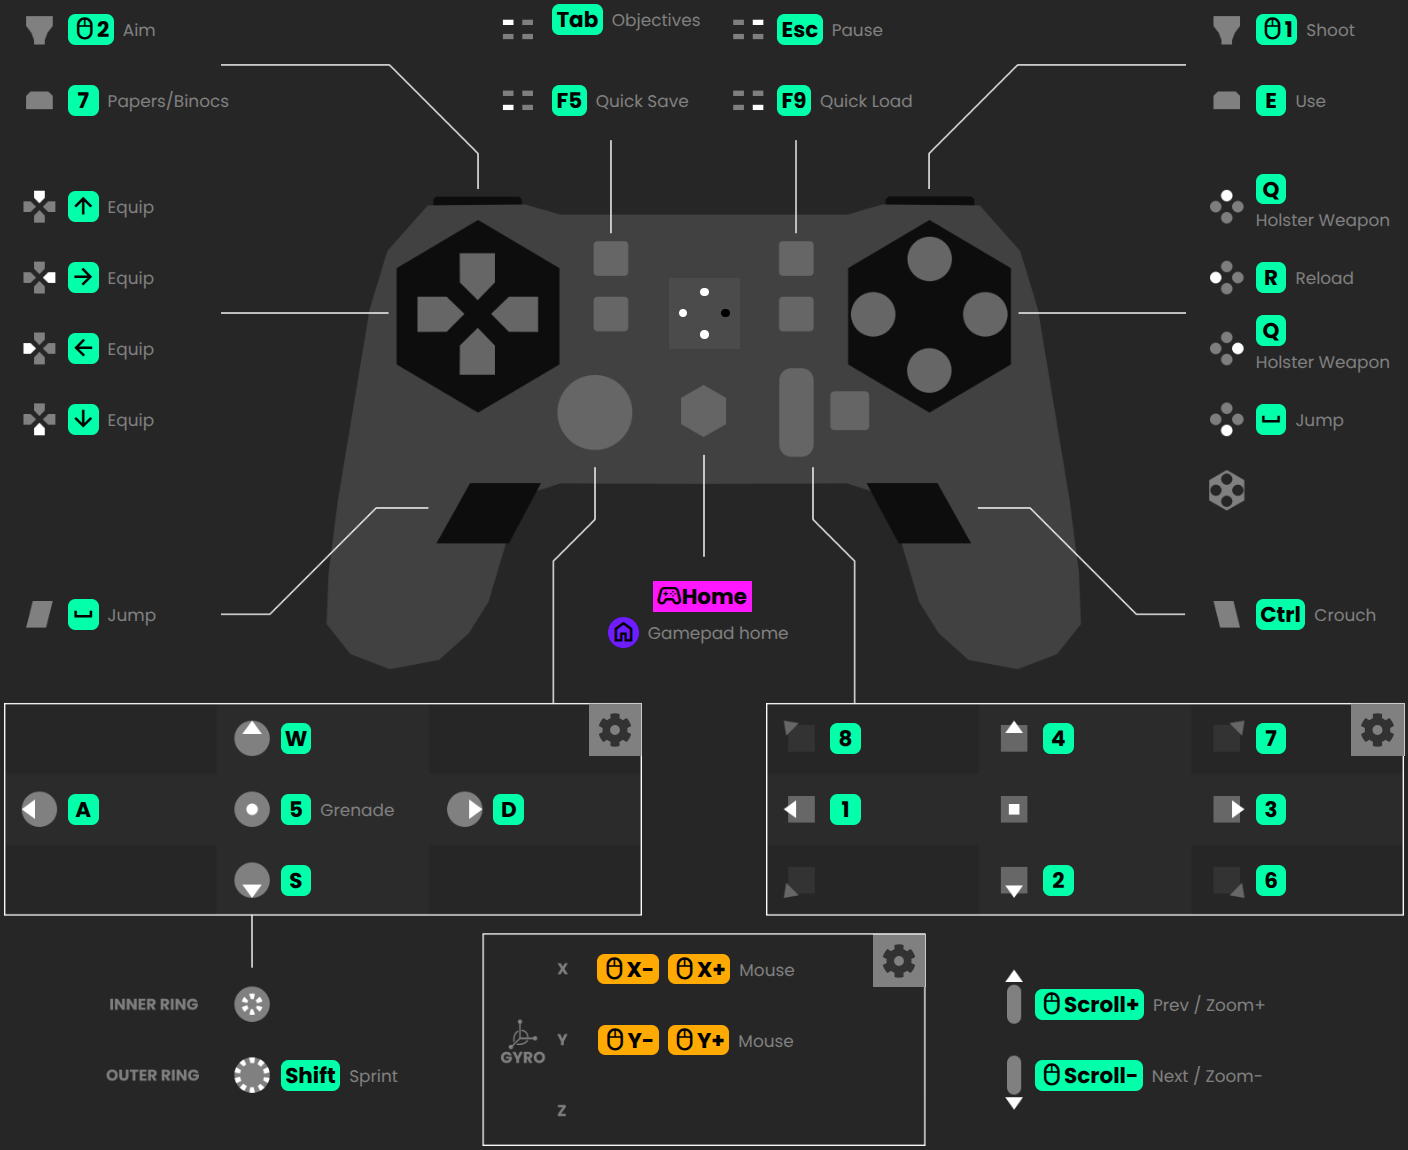 2 Aim
Tab Objectives
Esc Pause
1 Shoot
7 Papers/Binocs
F5 Quick Save
F9 Quick Load
E Use
↑ Equip
Q
Holster Weapon
→ Equip
R Reload
← Equip
Q
Holster Weapon
↓ Equip
Jump
Home
Gamepad home
Jump
Ctrl Crouch
W
A
5 Grenade
D
S
8
4
7
1
3
2
6
INNER RING
OUTER RING
Shift Sprint
X
X- X+ Mouse
GYRO
Y
Y- Y+ Mouse
Z
Scroll+ Prev / Zoom+
Scroll- Next / Zoom-